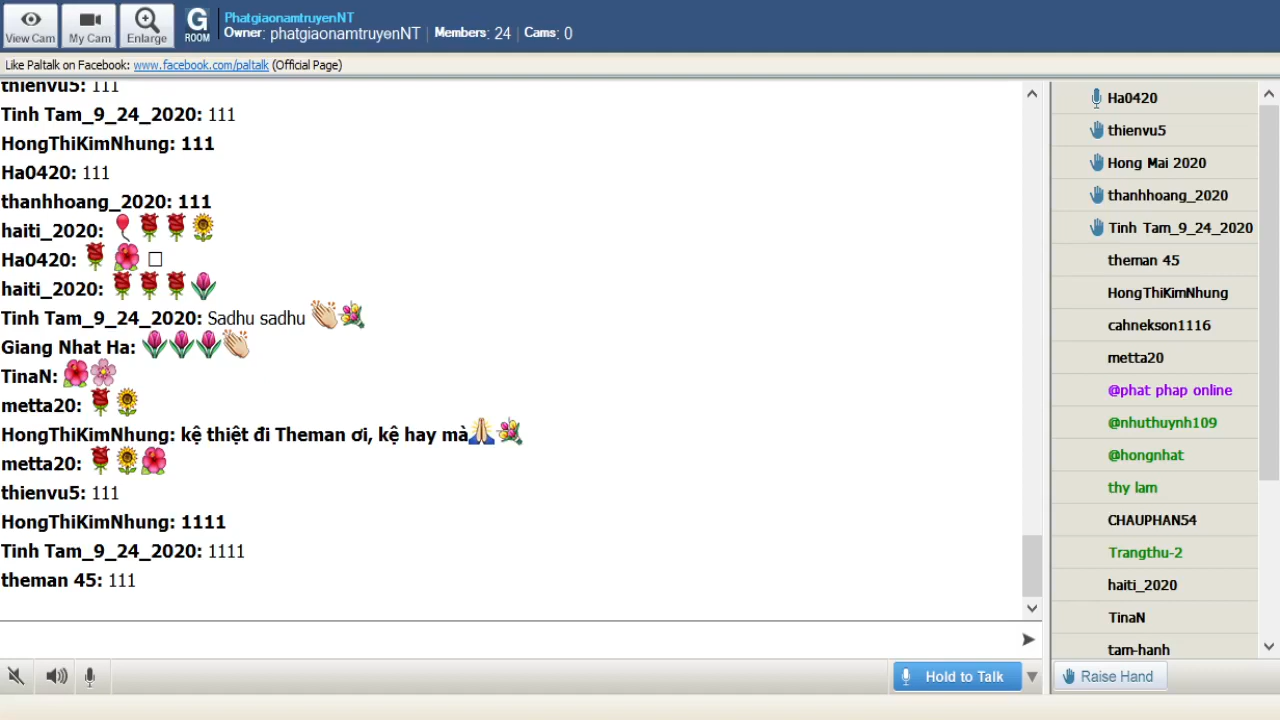 View Cam
My Cam
Enlarge
G
ROOM
PhatgiaonamtruyenNT
Owner: phatgiaonamtruyenNT | Members: 24 | Cams: 0
Like Paltalk on Facebook: www.facebook.com/paltalk (Official Page)
thienvu5: 111
Tinh Tam_9_24_2020: 111
HongThiKimNhung: 111
Ha0420: 111
thanhhoang_2020: 111
haiti_2020: 🎈🌹🌹🌻
Ha0420: 🌹🌺 □
haiti_2020: 🌹🌹🌹🌷
Tinh Tam_9_24_2020: Sadhu sadhu 👏💐
Giang Nhat Ha: 🌷🌷🌷👏
TinaN: 🌺🌸
metta20: 🌹🌻
HongThiKimNhung: kệ thiệt đi Theman ơi, kệ hay mà🙏💐
metta20: 🌹🌻🌺
thienvu5: 111
HongThiKimNhung: 1111
Tinh Tam_9_24_2020: 1111
theman 45: 111
Hold to Talk
Ha0420
thienvu5
Hong Mai 2020
thanhhoang_2020
Tinh Tam_9_24_2020
theman 45
HongThiKimNhung
cahnekson1116
metta20
@phat phap online
@nhuthuynh109
@hongnhat
thy lam
CHAUPHAN54
Trangthu-2
haiti_2020
TinaN
tam-hanh
Raise Hand